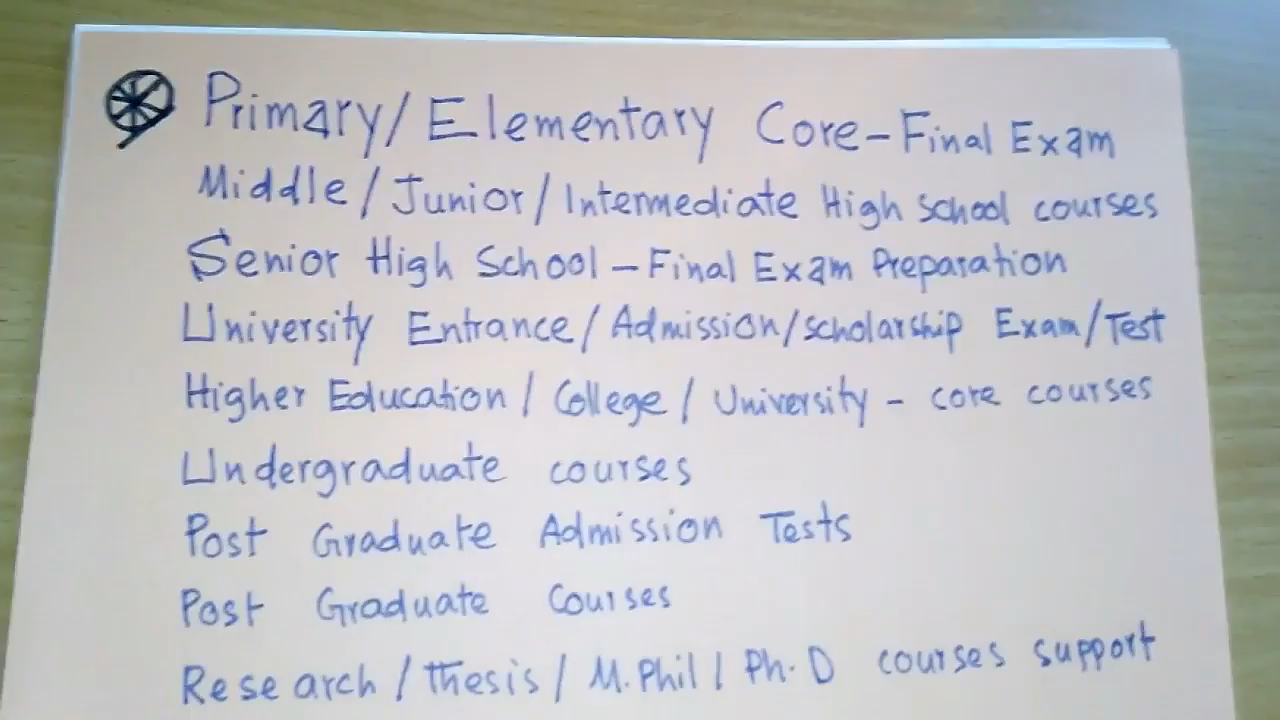 Primary/Elementary Core-Final Exam
Middle/Junior/Intermediate High school courses
Senior High School-Final Exam Preparation
University Entrance/Admission/scholarship Exam/Test
Higher Education/College/University-core courses
Undergraduate courses
Post Graduate Admission Tests
Post Graduate Courses
Research/Thesis/M.Phil/Ph.D courses support